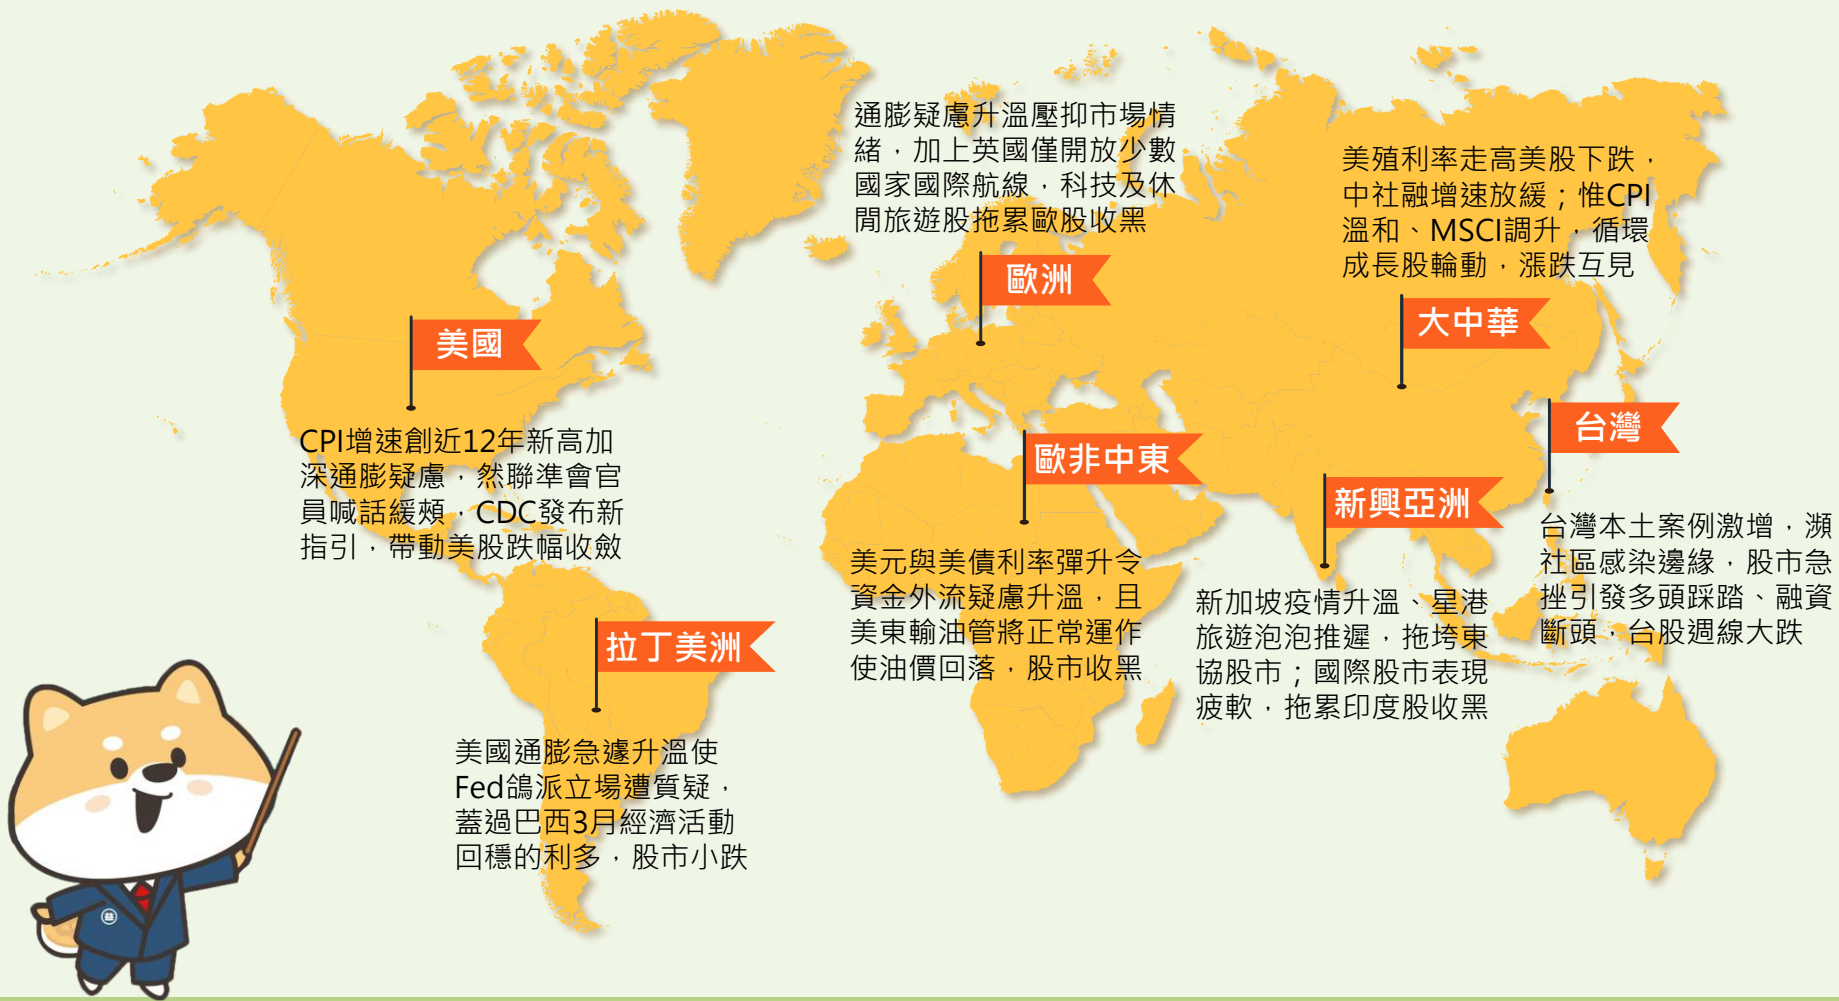 美國
CPI增速創近12年新高加
深通膨疑慮，然聯準會官
員喊話緩頰，CDC發布新
指引，帶動美股跌幅收斂
拉丁美洲
美國通膨急遽升溫使
Fed鴿派立場遭質疑，
蓋過巴西3月經濟活動
回穩的利多，股市小跌
通膨疑慮升溫壓抑市場情
緒，加上英國僅開放少數
國家國際航線，科技及休
閒旅遊股拖累歐股收黑
歐洲
歐非中東
美元與美債利率彈升令
資金外流疑慮升溫，且
美東輸油管將正常運作
使油價回落，股市收黑
美殖利率走高美股下跌，
中社融增速放緩；惟CPI
溫和、MSCI調升，循環
成長股輪動，漲跌互見
大中華
新興亞洲
新加坡疫情升溫、星港
旅遊泡泡推遲，拖垮東
協股市；國際股市表現
疲軟，拖累印度股收黑
台灣
台灣本土案例激增，瀕
社區感染邊緣，股市急
挫引發多頭踩踏、融資
斷頭，台股週線大跌